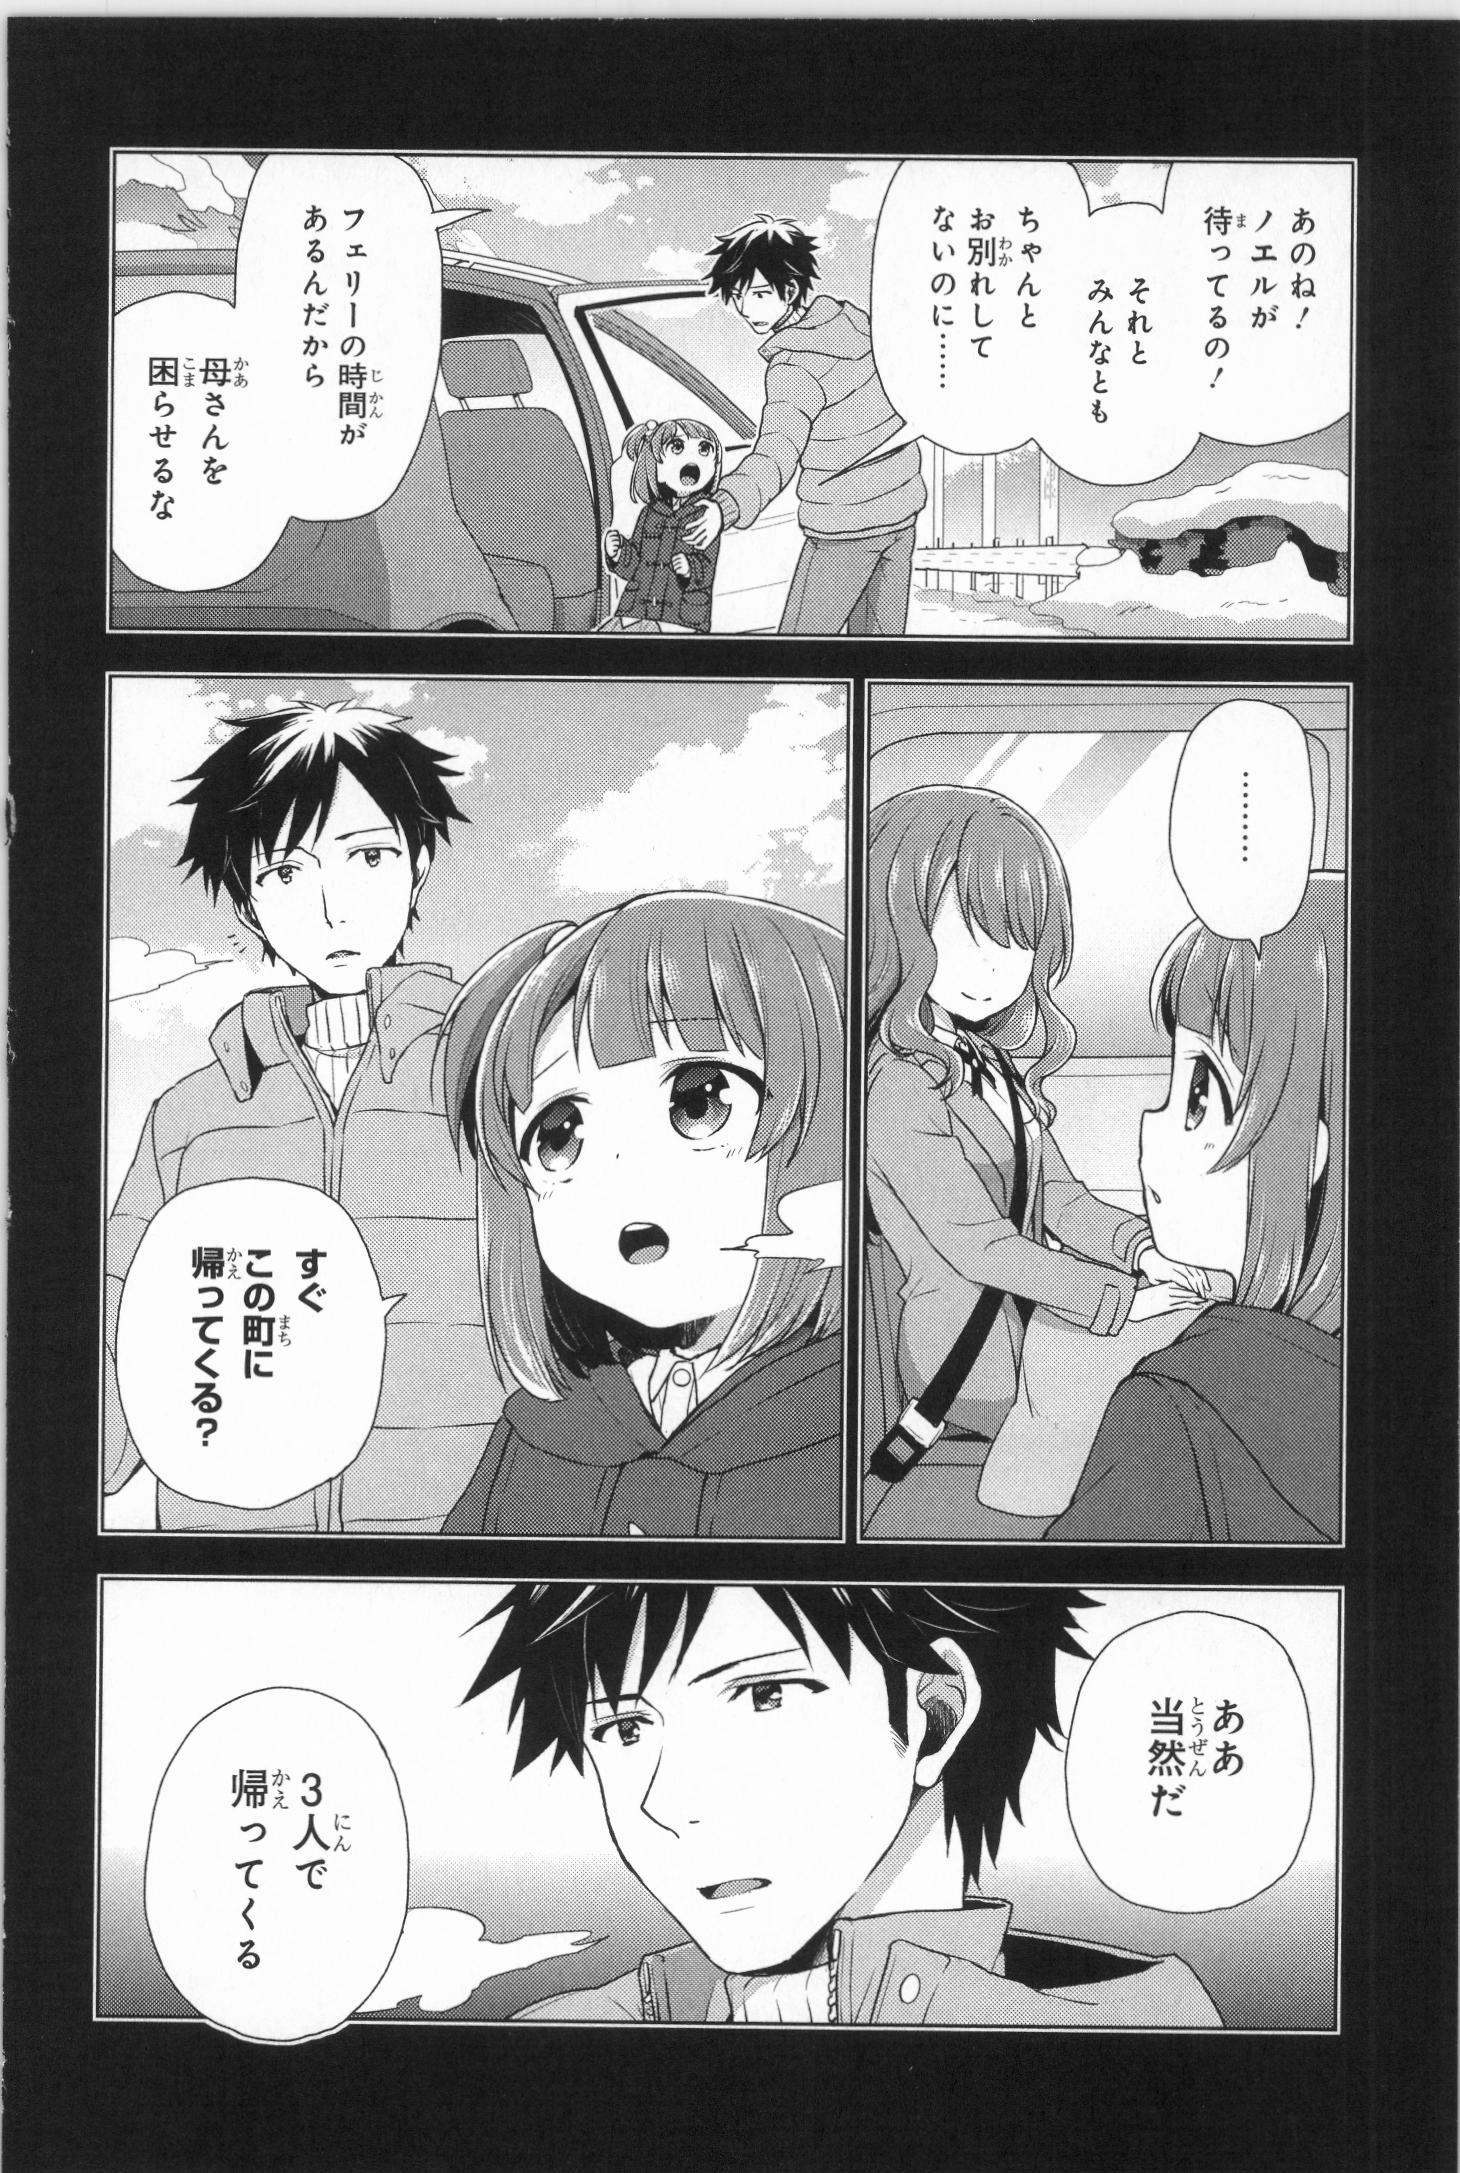 あのね！
ノエルが
待ってるの！
それと
みんなとも
ちゃんと
お別れして
ないのに……
フェリーの時間が
あるんだから
母さんを
困らせるな
………
すぐ
この町に
帰ってくる？
ああ
当然だ
3人で
帰ってくる